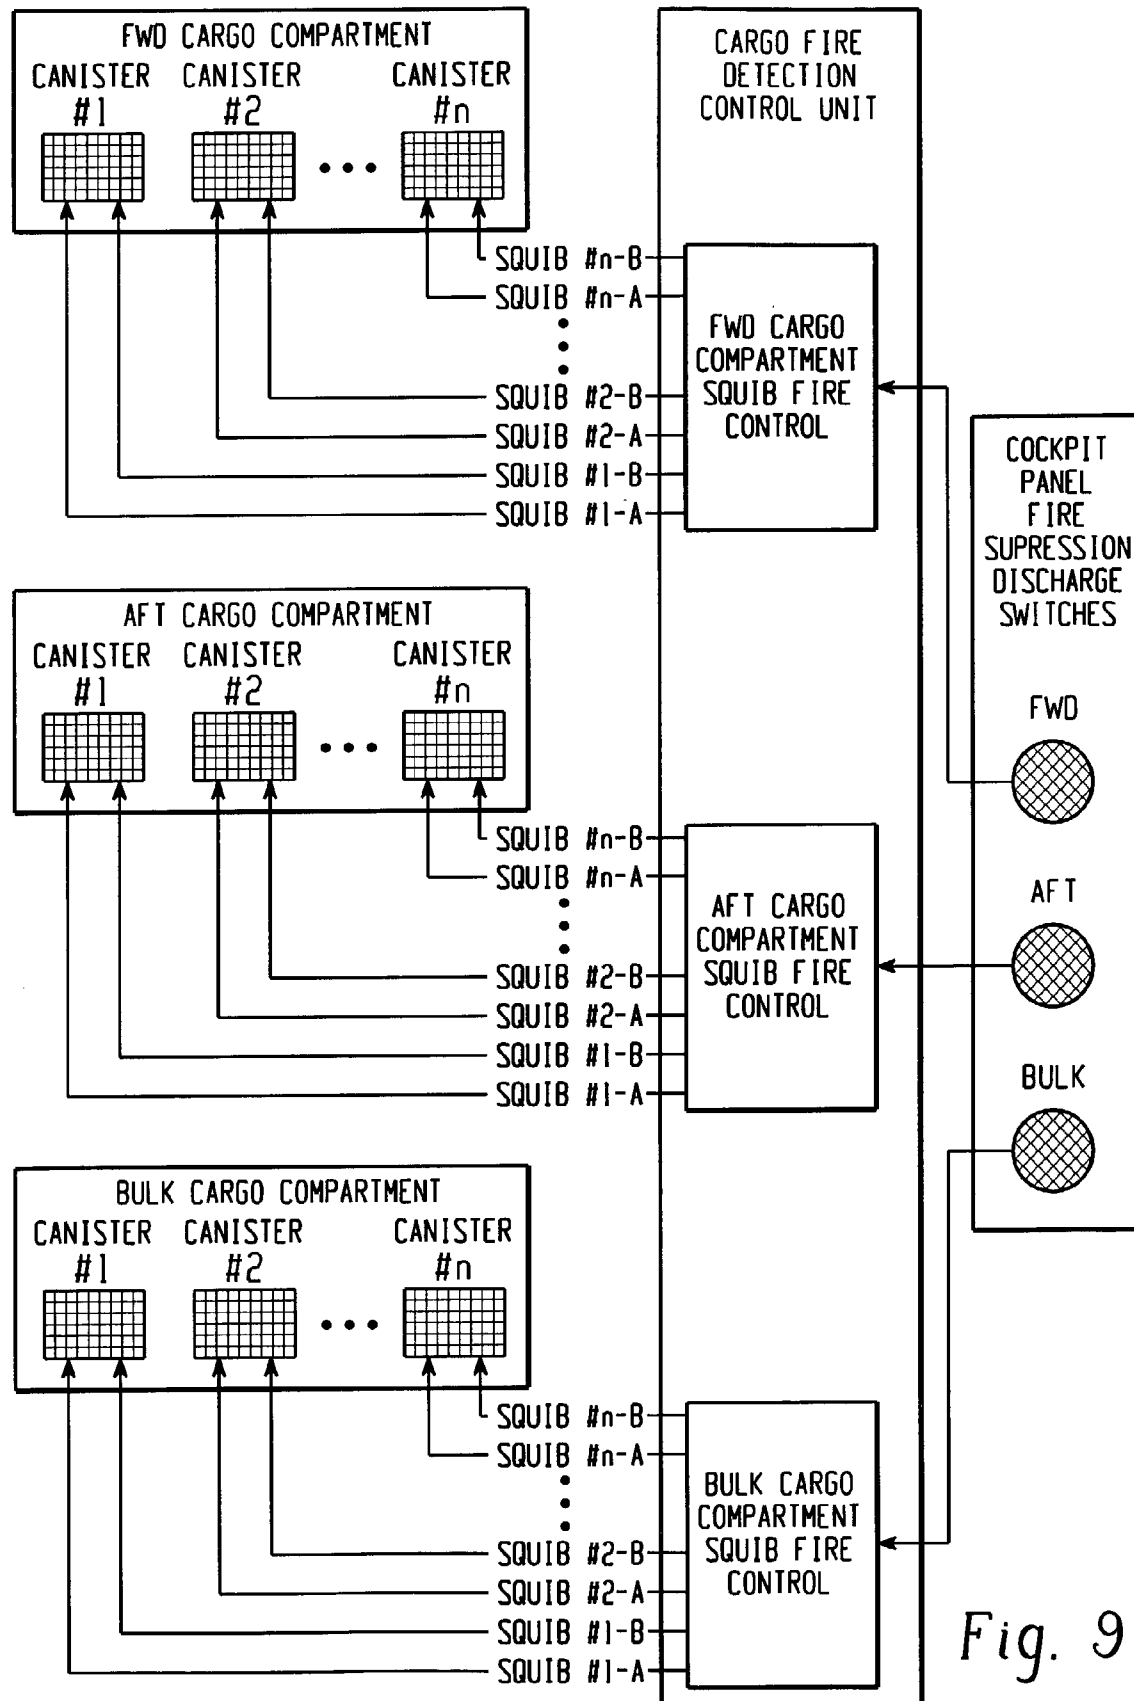 FWD CARGO COMPARTMENT
CANISTER CANISTER CANISTER
#1 #2 #n
SQUIB #n-B
SQUIB #n-A
SQUIB #2-B
SQUIB #2-A
SQUIB #1-B
SQUIB #1-A
CARGO FIRE
DETECTION
CONTROL UNIT
FWD CARGO
COMPARTMENT
SQUIB FIRE
CONTROL
COCKPIT
PANEL
FIRE
SUPRESSION
DISCHARGE
SWITCHES
FWD
AFT
BULK
AFT CARGO COMPARTMENT
CANISTER CANISTER CANISTER
#1 #2 #n
SQUIB #n-B
SQUIB #n-A
SQUIB #2-B
SQUIB #2-A
SQUIB #1-B
SQUIB #1-A
AFT CARGO
COMPARTMENT
SQUIB FIRE
CONTROL
BULK CARGO COMPARTMENT
CANISTER CANISTER CANISTER
#1 #2 #n
SQUIB #n-B
SQUIB #n-A
SQUIB #2-B
SQUIB #2-A
SQUIB #1-B
SQUIB #1-A
BULK CARGO
COMPARTMENT
SQUIB FIRE
CONTROL
Fig. 9